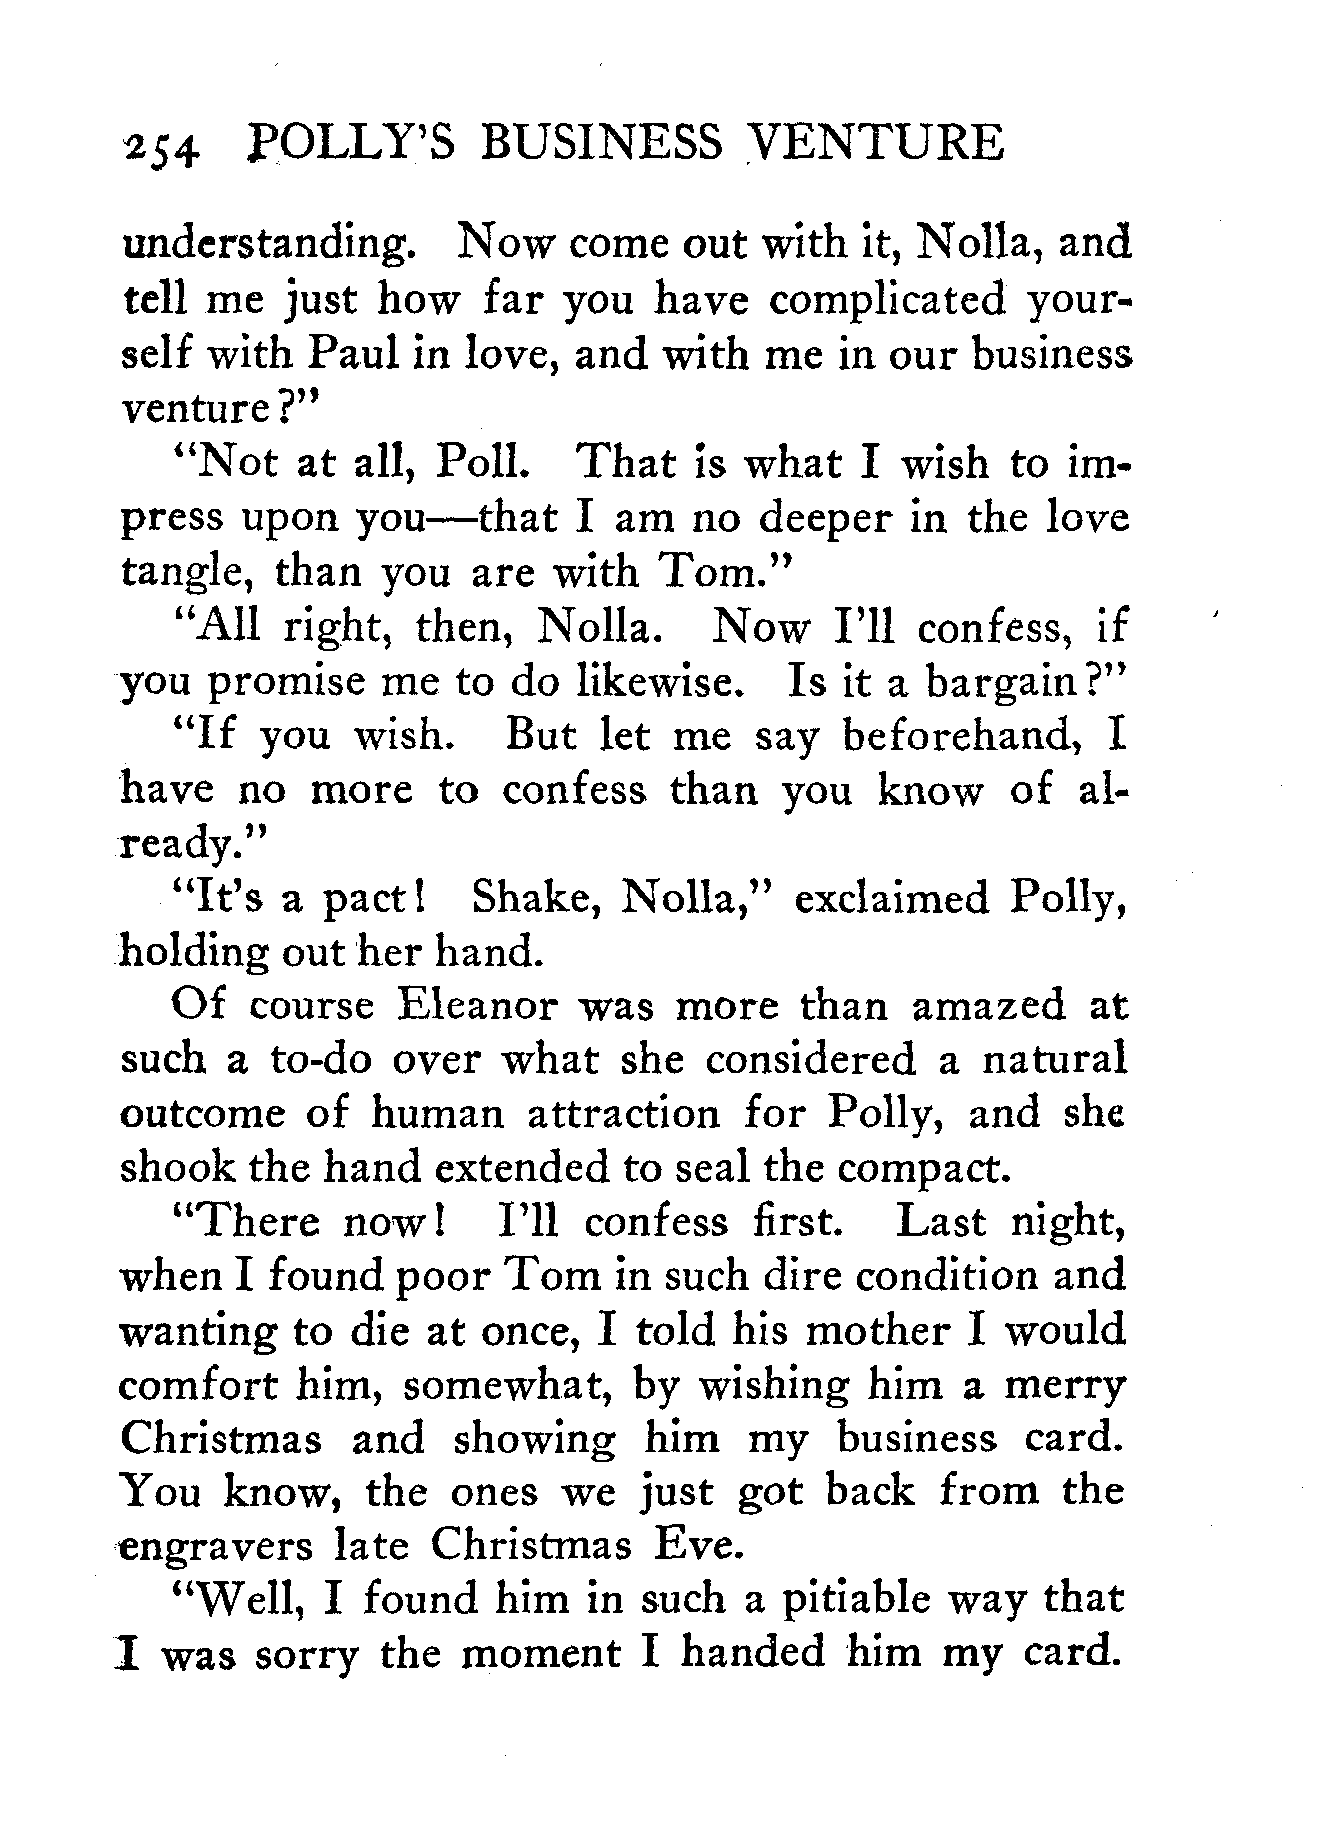 254 POLLY'S BUSINESS VENTURE
understanding. Now come out with it, Nolla, and
tell me just how far you have complicated your-
self with Paul in love, and with me in our business
venture?"
"Not at all, Poll. That is what I wish to im-
press upon you—that I am no deeper in the love
tangle, than you are with Tom."
"All right, then, Nolla. Now I'll confess, if
you promise me to do likewise. Is it a bargain?"
"If you wish. But let me say beforehand, I
have no more to confess than you know of al-
ready."
"It's a pact! Shake, Nolla," exclaimed Polly,
holding out her hand.
Of course Eleanor was more than amazed at
such a to-do over what she considered a natural
outcome of human attraction for Polly, and she
shook the hand extended to seal the compact.
"There now! I'll confess first. Last night,
when I found poor Tom in such dire condition and
wanting to die at once, I told his mother I would
comfort him, somewhat, by wishing him a merry
Christmas and showing him my business card.
You know, the ones we just got back from the
engravers late Christmas Eve.
"Well, I found him in such a pitiable way that
I was sorry the moment I handed him my card.